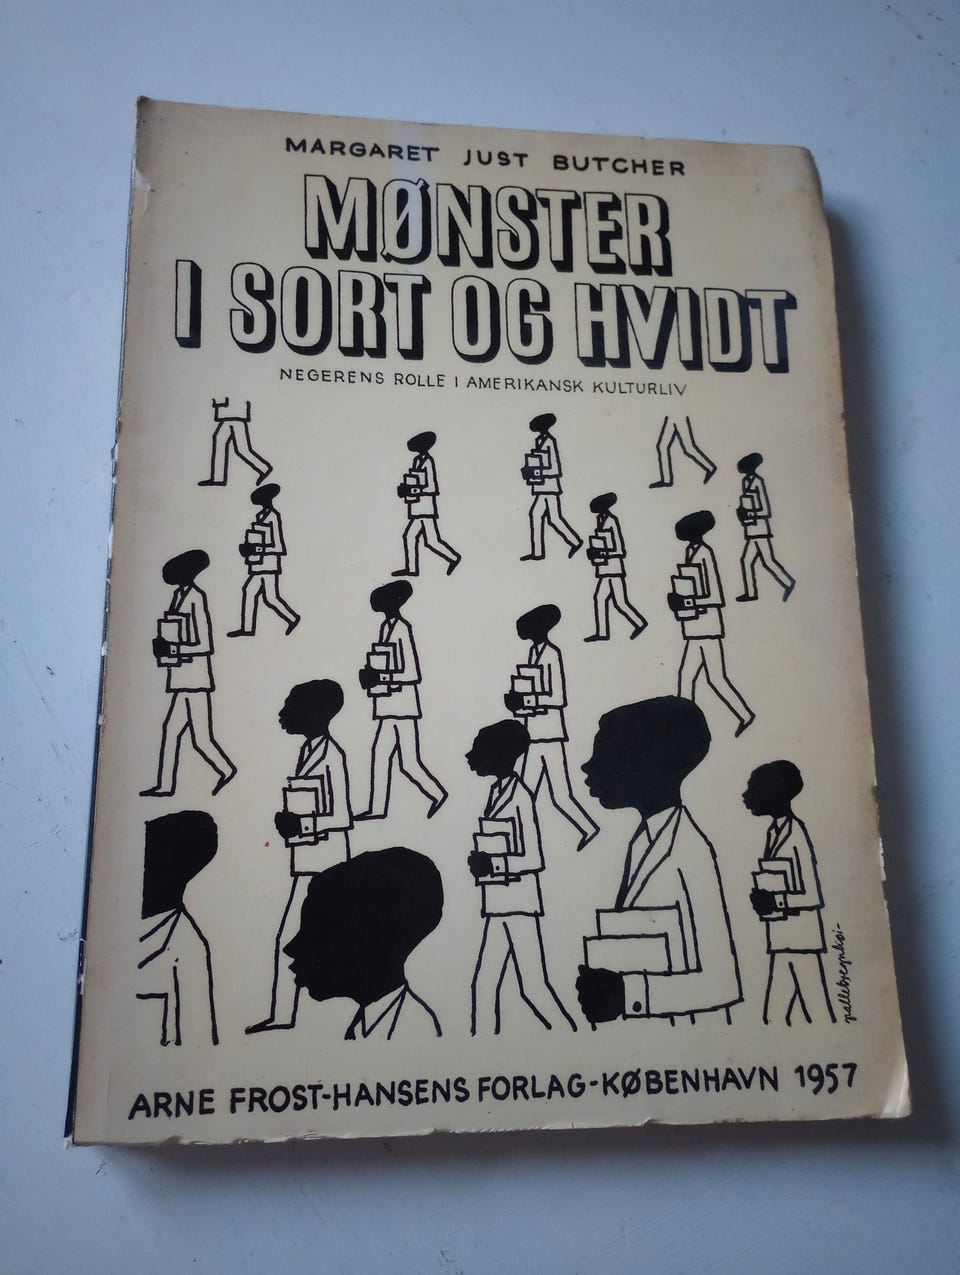 MARGARET JUST BUTCHER
MØNSTER
I SORT OG HVIDT
NEGERENS ROLLE I AMERIKANSK KULTURLIV
ARNE FROST-HANSENS FORLAG-KØBENHAVN 1957